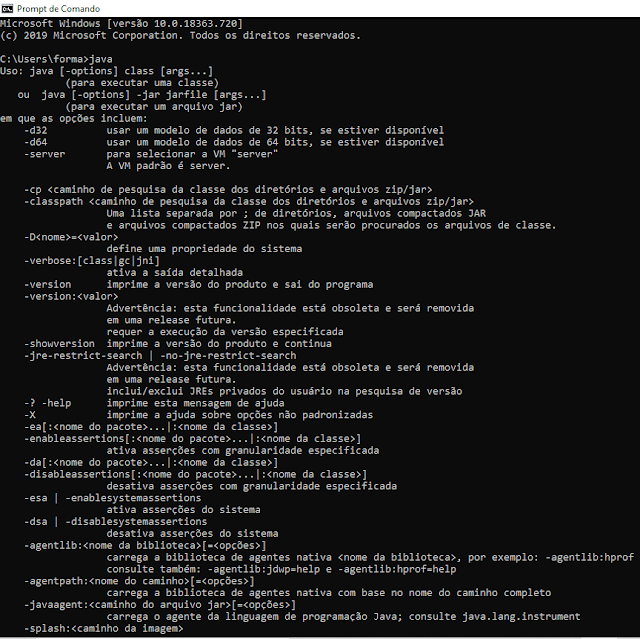 Prompt de Comando
Microsoft Windows [versão 10.0.18363.720]
(c) 2019 Microsoft Corporation. Todos os direitos reservados.
C:\Users\forma>java
Uso: java [-options] class [args...]
(para executar uma classe)
ou java [-options] -jar jarfile [args...]
(para executar um arquivo jar)
em que as opções incluem:
-d32 usar um modelo de dados de 32 bits, se estiver disponível
-d64 usar um modelo de dados de 64 bits, se estiver disponível
-server para selecionar a VM "server"
A VM padrão é server.
-cp <caminho de pesquisa da classe dos diretórios e arquivos zip/jar>
-classpath <caminho de pesquisa da classe dos diretórios e arquivos zip/jar>
Uma lista separada por ; de diretórios, arquivos compactados JAR
e arquivos compactados ZIP nos quais serão procurados os arquivos de classe.
-D<nome>=<valor>
define uma propriedade do sistema
-verbose:[class|gc|jni]
ativa a saída detalhada
-version imprime a versão do produto e sai do programa
-version:<valor>
Advertência: esta funcionalidade está obsoleta e será removida
em uma release futura.
requer a execução da versão especificada
-showversion imprime a versão do produto e continua
-jre-restrict-search | -no-jre-restrict-search
Advertência: esta funcionalidade está obsoleta e será removida
em uma release futura.
inclui/exclui JREs privados do usuário na pesquisa de versão
-? -help imprime esta mensagem de ajuda
-X imprime a ajuda sobre opções não padronizadas
-ea[:<nome do pacote>...|:<nome da classe>]
-enableassertions[:<nome do pacote>...|:<nome da classe>]
ativa asserções com granularidade especificada
-da[:<nome do pacote>...|:<nome da classe>]
-disableassertions[:<nome do pacote>...|:<nome da classe>]
desativa asserções com granularidade especificada
-esa | -enablesystemassertions
ativa asserções do sistema
-dsa | -disablesystemassertions
desativa asserções do sistema
-agentlib:<nome da biblioteca>[=<opções>]
carrega a biblioteca de agentes nativa <nome da biblioteca>, por exemplo: -agentlib:hprof
consulte também: -agentlib:jdwp=help e -agentlib:hprof=help
-agentpath:<nome do caminho>[=<opções>]
carrega a biblioteca de agentes nativa com base no nome do caminho completo
-javaagent:<caminho do arquivo jar>[=<opções>]
carrega o agente da linguagem de programação Java; consulte java.lang.instrument
-splash:<caminho da imagem>